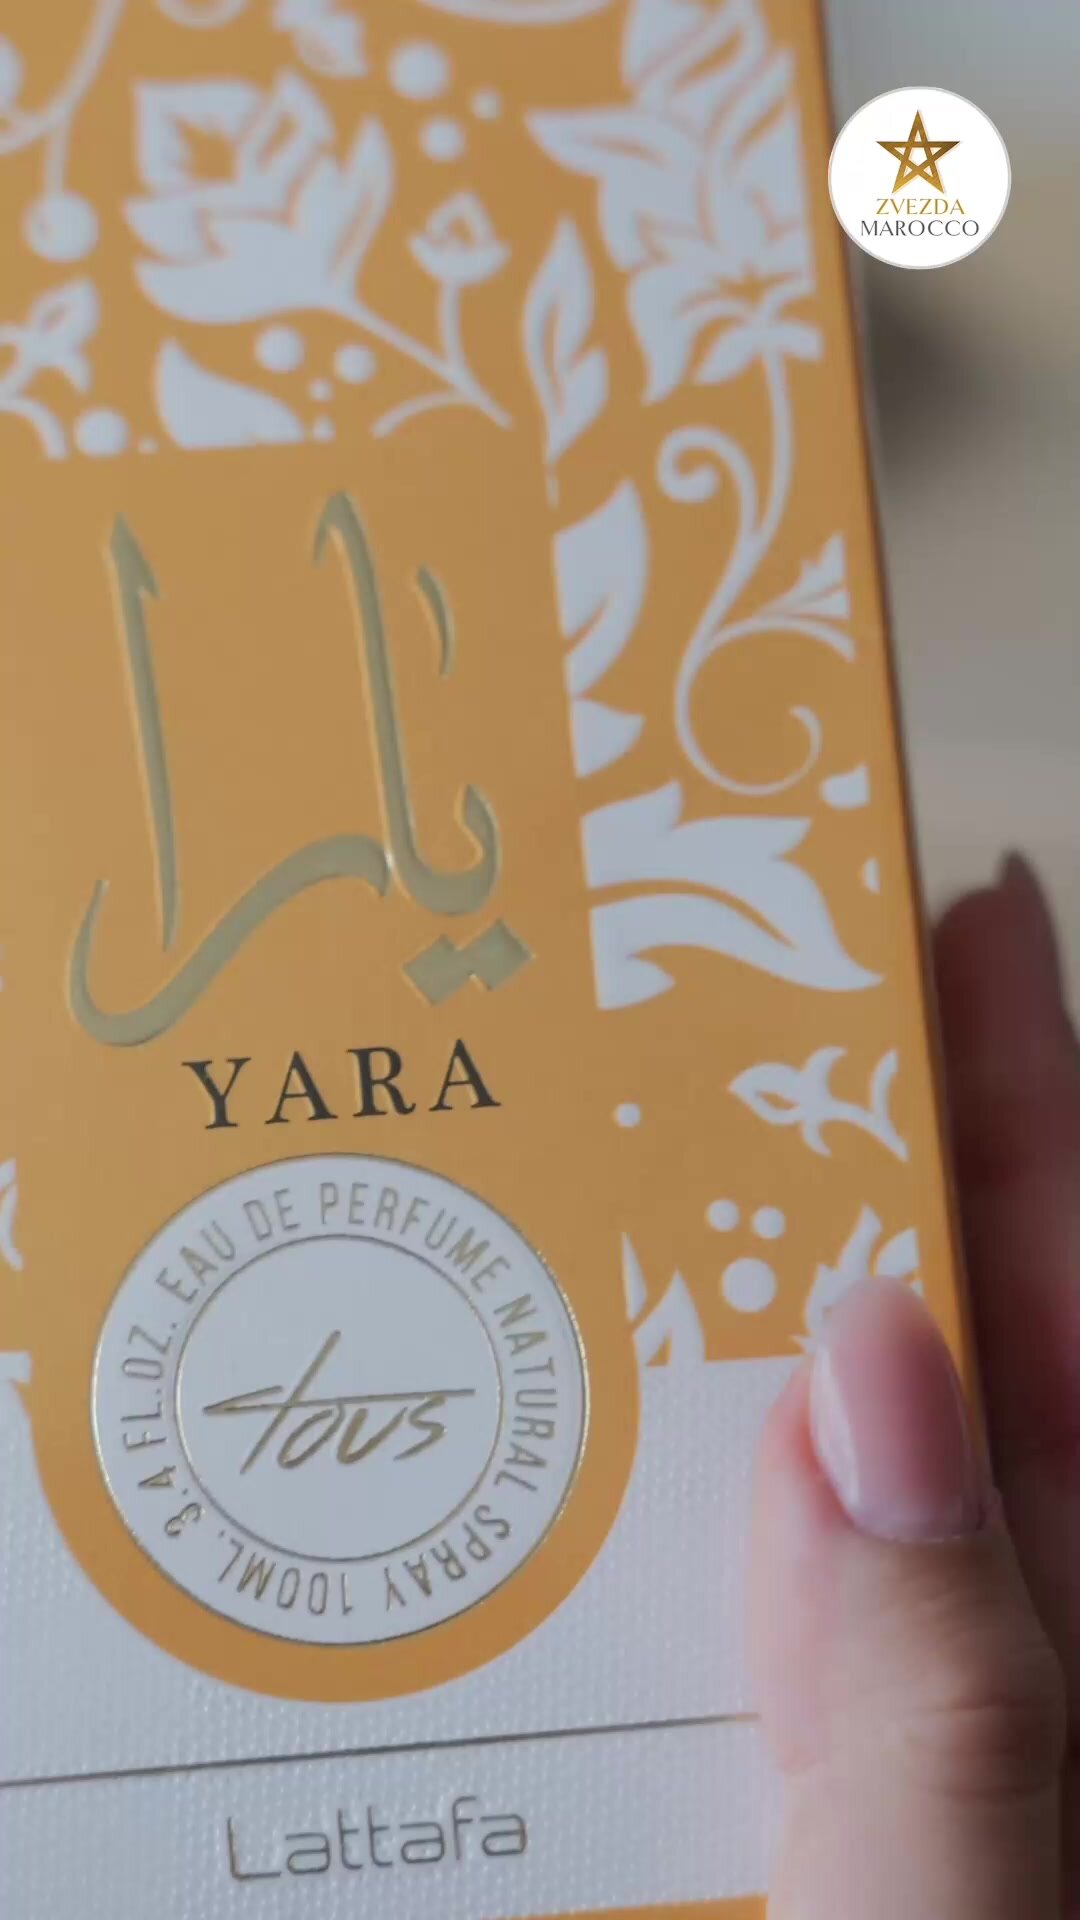 ZVEZDA
MAROCCO
يارا
YARA
EAU DE PERFUME NATURAL SPRAY 100ML. 3.4 FL.OZ.
tous
Lattafa